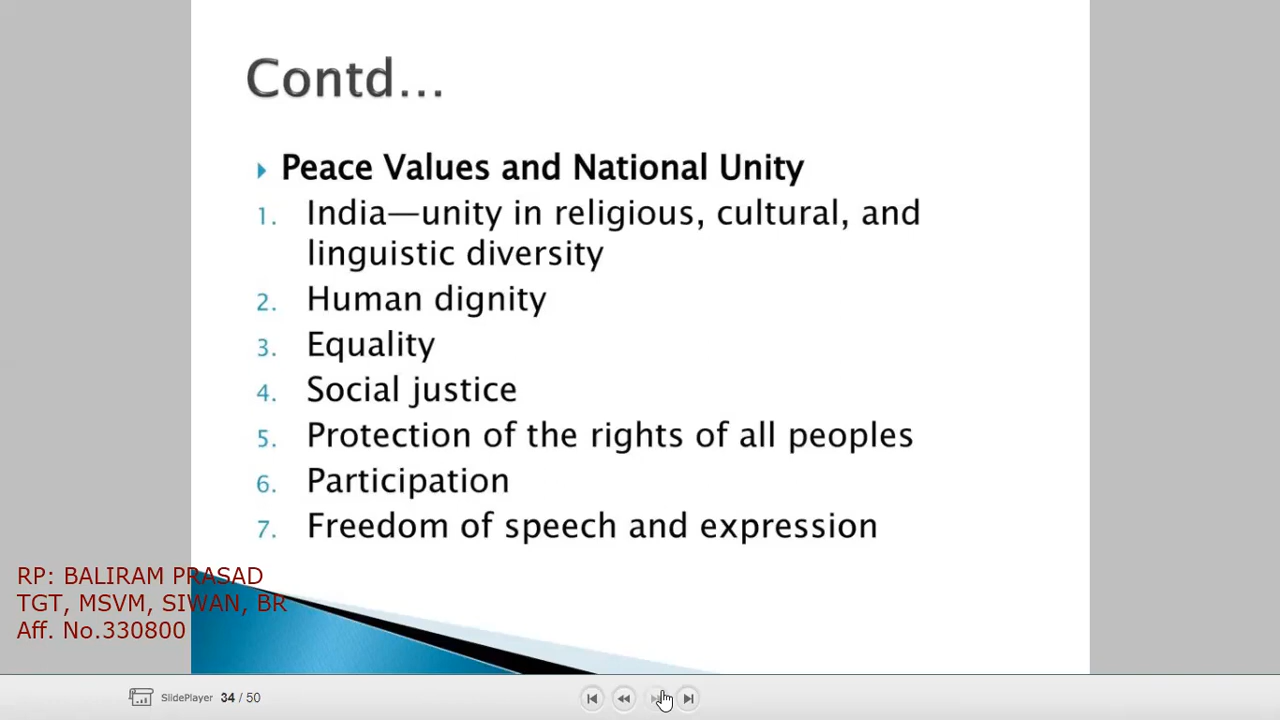 Contd...
Peace Values and National Unity
1. India—unity in religious, cultural, and
linguistic diversity
2. Human dignity
3. Equality
4. Social justice
5. Protection of the rights of all peoples
6. Participation
7. Freedom of speech and expression
RP: BALIRAM PRASAD
TGT, MSVM, SIWAN, BR
Aff. No.330800
SlidePlayer 34 / 50